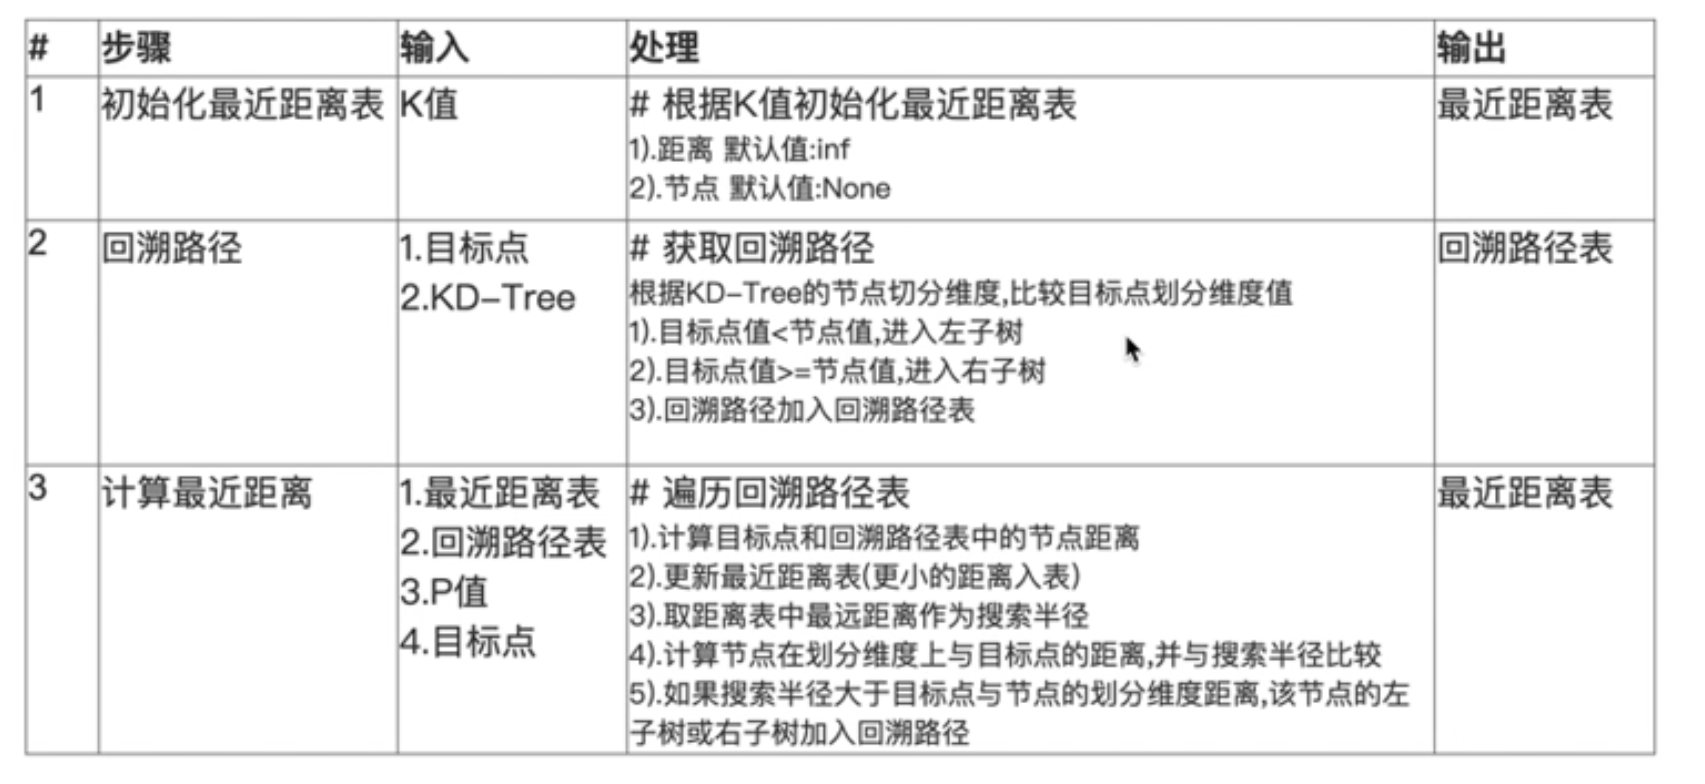 # 步骤 输入 处理 输出
1 初始化最近距离表 K值 # 根据K值初始化最近距离表 最近距离表
1).距离 默认值:inf
2).节点 默认值:None
2 回溯路径 1.目标点 # 获取回溯路径 回溯路径表
2.KD-Tree 根据KD-Tree的节点切分维度,比较目标点划分维度值
1).目标点值<节点值,进入左子树
2).目标点值>=节点值,进入右子树
3).回溯路径加入回溯路径表
3 计算最近距离 1.最近距离表 # 遍历回溯路径表 最近距离表
2.回溯路径表 1).计算目标点和回溯路径表中的节点距离
2).更新最近距离表(更小的距离入表)
3.P值 3).取距离表中最远距离作为搜索半径
4.目标点 4).计算节点在划分维度上与目标点的距离,并与搜索半径比较
5).如果搜索半径大于目标点与节点的划分维度距离,该节点的左
子树或右子树加入回溯路径